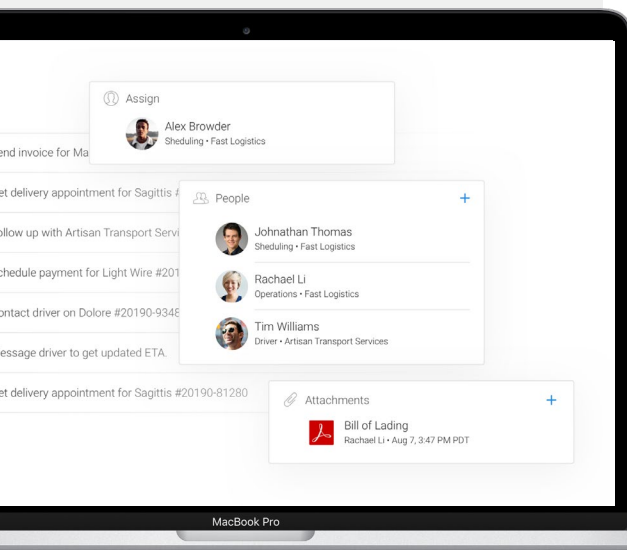 Assign
Alex Browder
Sheduling • Fast Logistics
end invoice for Ma
et delivery appointment for Sagittis #
ollow up with Artisan Transport Servi
chedule payment for Light Wire #201
ontact driver on Dolore #20190-9348
essage driver to get updated ETA.
et delivery appointment for Sagittis #20190-81280
People
+
Johnathan Thomas
Sheduling • Fast Logistics
Rachael Li
Operations • Fast Logistics
Tim Williams
Driver • Artisan Transport Services
Attachments
+
Bill of Lading
Rachael Li • Aug 7, 3:47 PM PDT
MacBook Pro